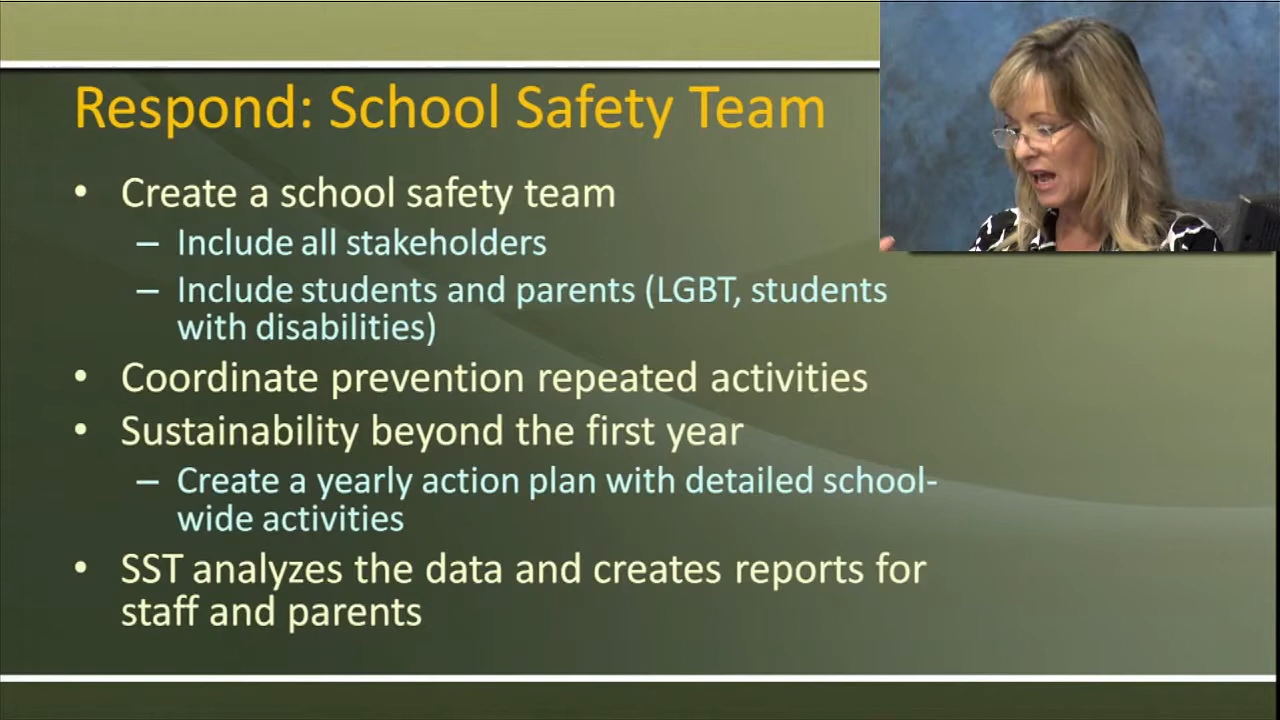 Respond: School Safety Team
• Create a school safety team
– Include all stakeholders
– Include students and parents (LGBT, students
with disabilities)
• Coordinate prevention repeated activities
• Sustainability beyond the first year
– Create a yearly action plan with detailed school-
wide activities
• SST analyzes the data and creates reports for
staff and parents